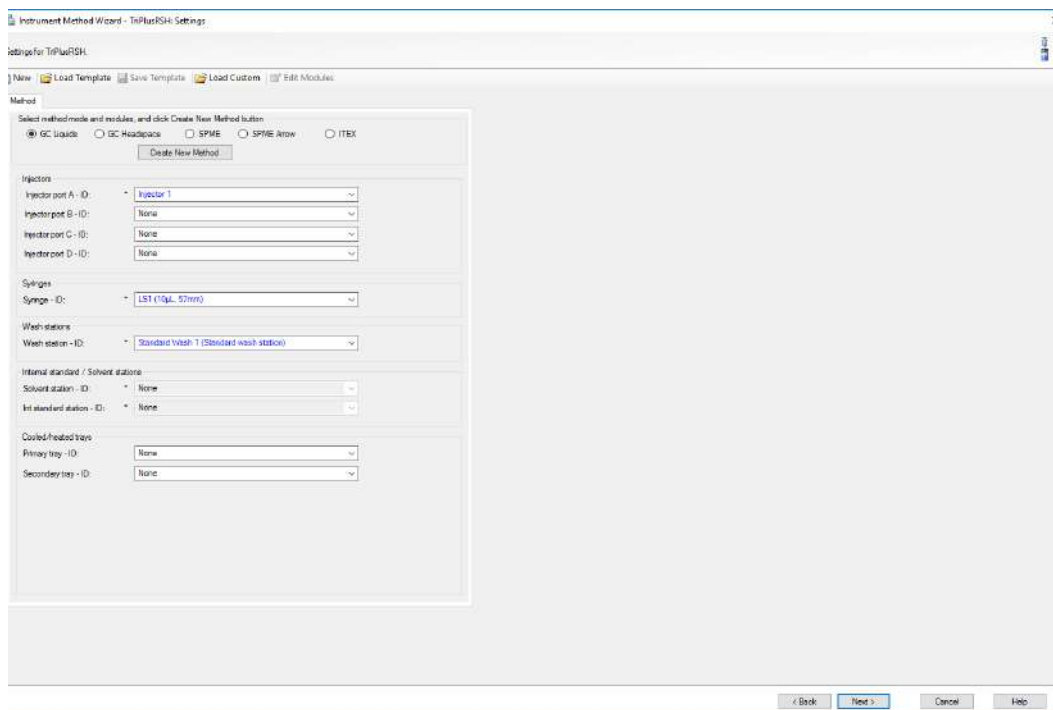 Instrument Method Wizard - TriPlusRSH: Settings
Settings for TriPlusRSH.
New Load Template Save Template Load Custom Edit Modules
Method
Select method mode and modules, and click Create New Method button
GC Liquids GC Headspace SPME SPME Arrow ITEX
Create New Method
Injectors
Injector port A - ID: * Injector 1
Injector port B - ID: None
Injector port C - ID: None
Injector port D - ID: None
Syringes
Syringe - ID: * LS1 (10µL, 57mm)
Wash stations
Wash station - ID: * Standard Wash 1 (Standard wash station)
Internal standard / Solvent stations
Solvent station - ID: * None
Int standard station - ID: * None
Cooled/heated trays
Primary tray - ID: None
Secondary tray - ID: None
< Back Next > Cancel Help